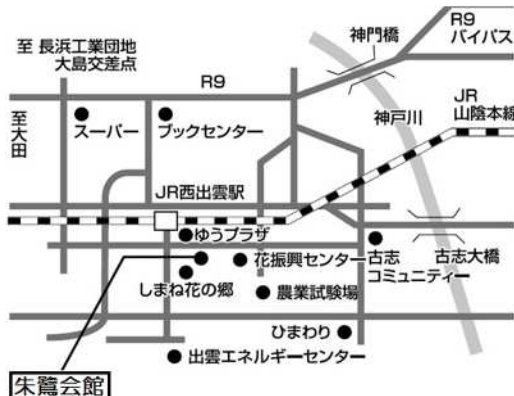 神門橋
R9
バイパス
至 長浜工業団地
大島交差点
R9
JR
山陰本線
神戸川
至大田
スーパー
ブックセンター
JR西出雲駅
ゆうプラザ
花振興センター
古志
コミュニティー
古志大橋
しまね花の郷
農業試験場
ひまわり
出雲エネルギーセンター
朱鷺会館